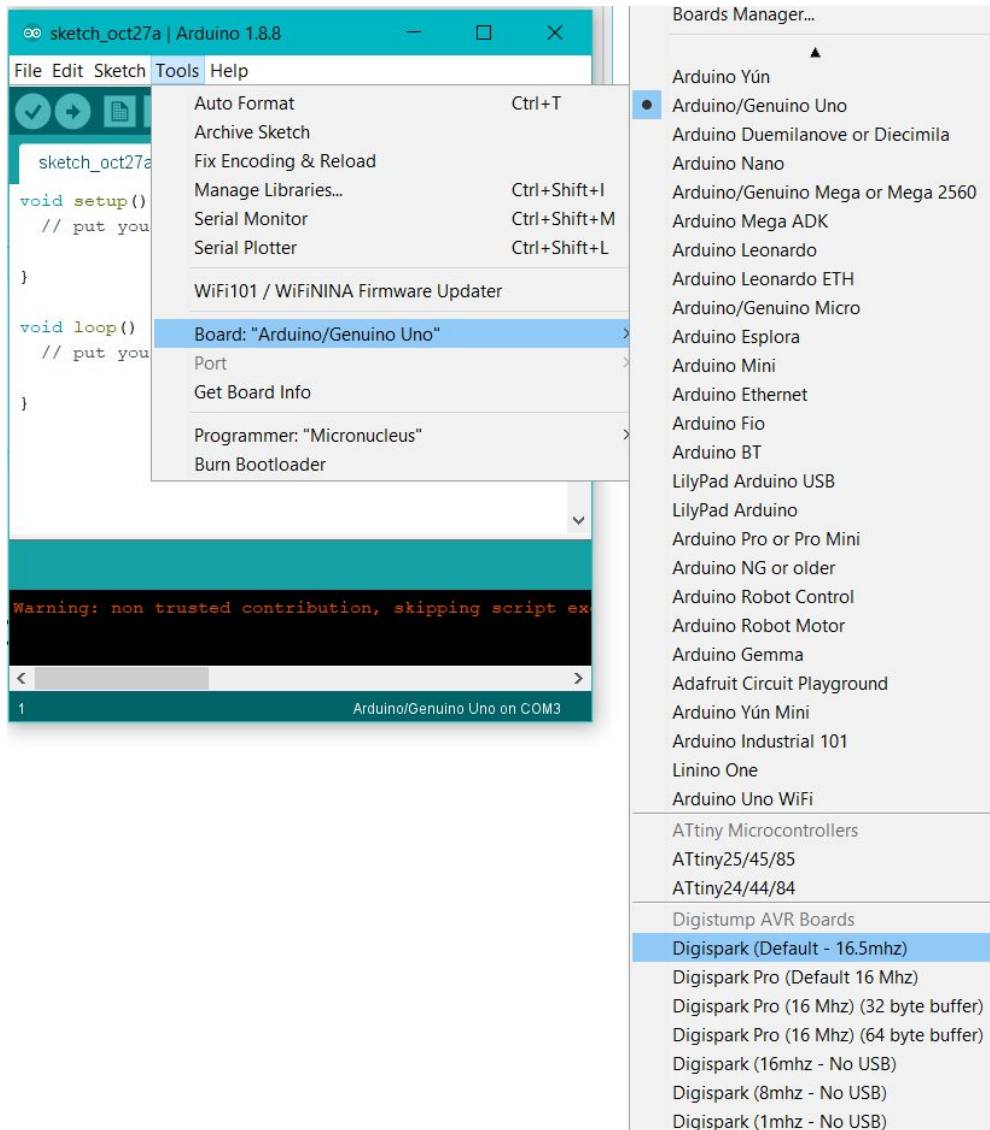 sketch_oct27a | Arduino 1.8.8
File Edit Sketch Tools Help
sketch_oct27a
void setup()
// put you
}
void loop()
// put you
}
Auto Format Ctrl+T
Archive Sketch
Fix Encoding & Reload
Manage Libraries... Ctrl+Shift+I
Serial Monitor Ctrl+Shift+M
Serial Plotter Ctrl+Shift+L
WiFi101 / WiFiNINA Firmware Updater
Board: "Arduino/Genuino Uno"
Port
Get Board Info
Programmer: "Micronucleus"
Burn Bootloader
Warning: non trusted contribution, skipping script ex
1 Arduino/Genuino Uno on COM3
Boards Manager...
Arduino Yún
Arduino/Genuino Uno
Arduino Duemilanove or Diecimila
Arduino Nano
Arduino/Genuino Mega or Mega 2560
Arduino Mega ADK
Arduino Leonardo
Arduino Leonardo ETH
Arduino/Genuino Micro
Arduino Esplora
Arduino Mini
Arduino Ethernet
Arduino Fio
Arduino BT
LilyPad Arduino USB
LilyPad Arduino
Arduino Pro or Pro Mini
Arduino NG or older
Arduino Robot Control
Arduino Robot Motor
Arduino Gemma
Adafruit Circuit Playground
Arduino Yún Mini
Arduino Industrial 101
Linino One
Arduino Uno WiFi
ATtiny Microcontrollers
ATtiny25/45/85
ATtiny24/44/84
Digistump AVR Boards
Digispark (Default - 16.5mhz)
Digispark Pro (Default 16 Mhz)
Digispark Pro (16 Mhz) (32 byte buffer)
Digispark Pro (16 Mhz) (64 byte buffer)
Digispark (16mhz - No USB)
Digispark (8mhz - No USB)
Digispark (1mhz - No USB)